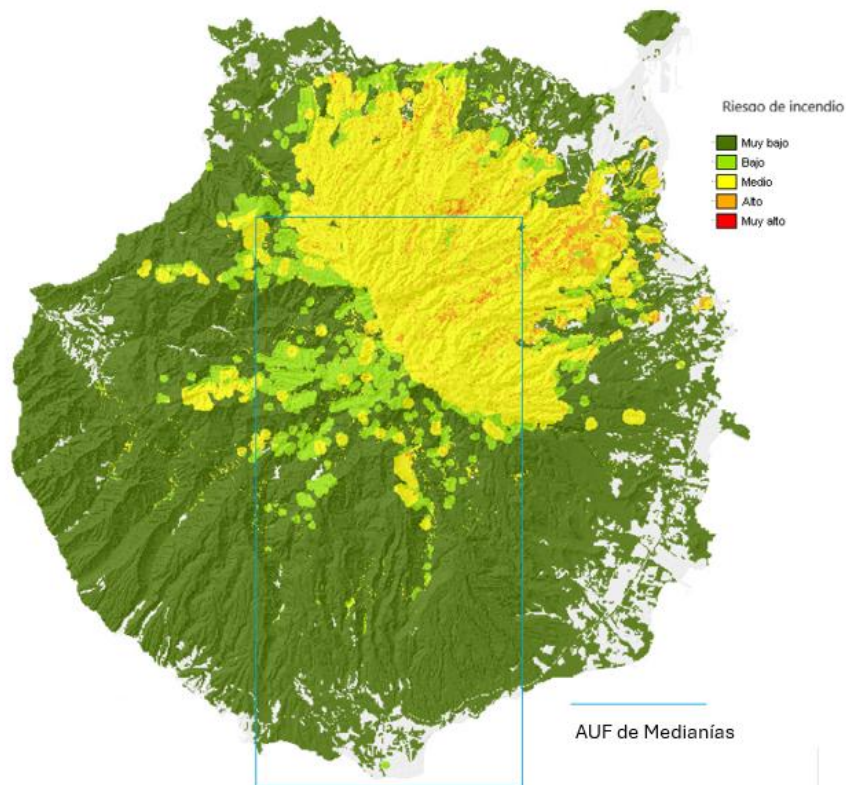 Riesgo de incendio
Muy bajo
Bajo
Medio
Alto
Muy alto
AUF de Medianías